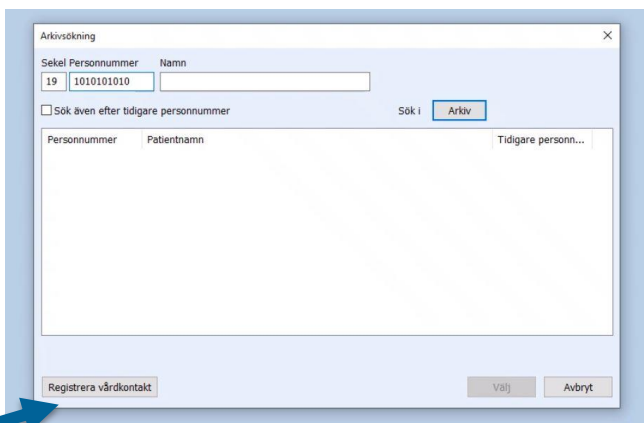 Arkivsökning
Sekel Personnummer Namn
19 1010101010
Sök även efter tidigare personnummer Sök i Arkiv
Personnummer Patientnamn Tidigare personn...
Registrera vårdkontakt Välj Avbryt